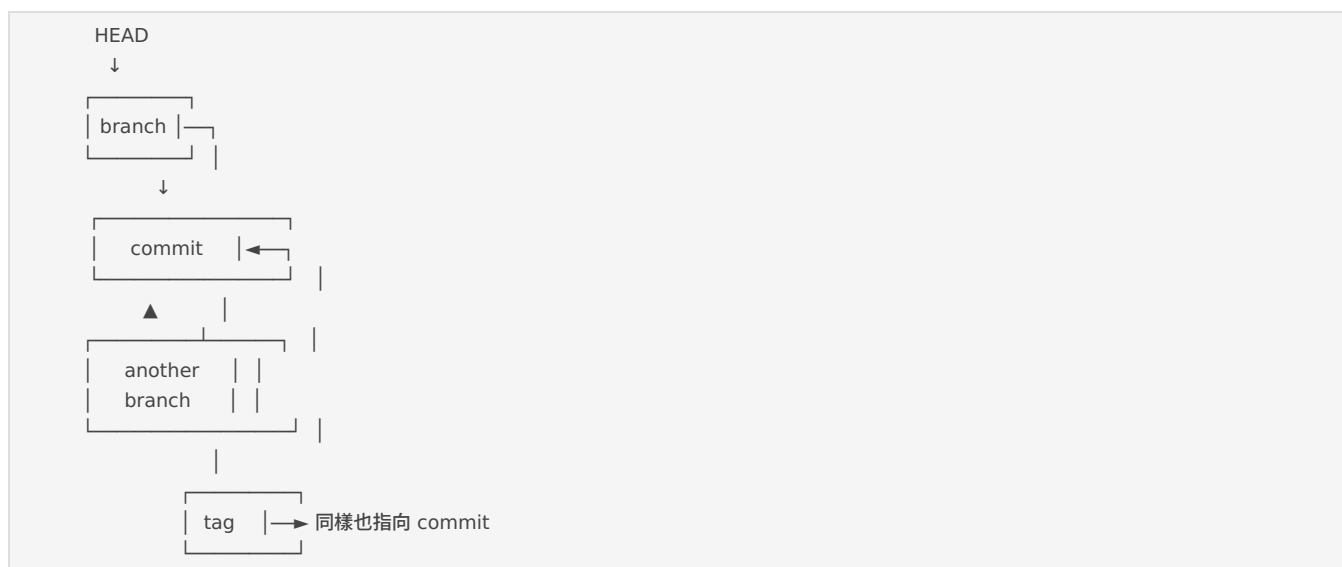 HEAD
↓
branch
↓
commit
another
branch
tag 同樣也指向 commit